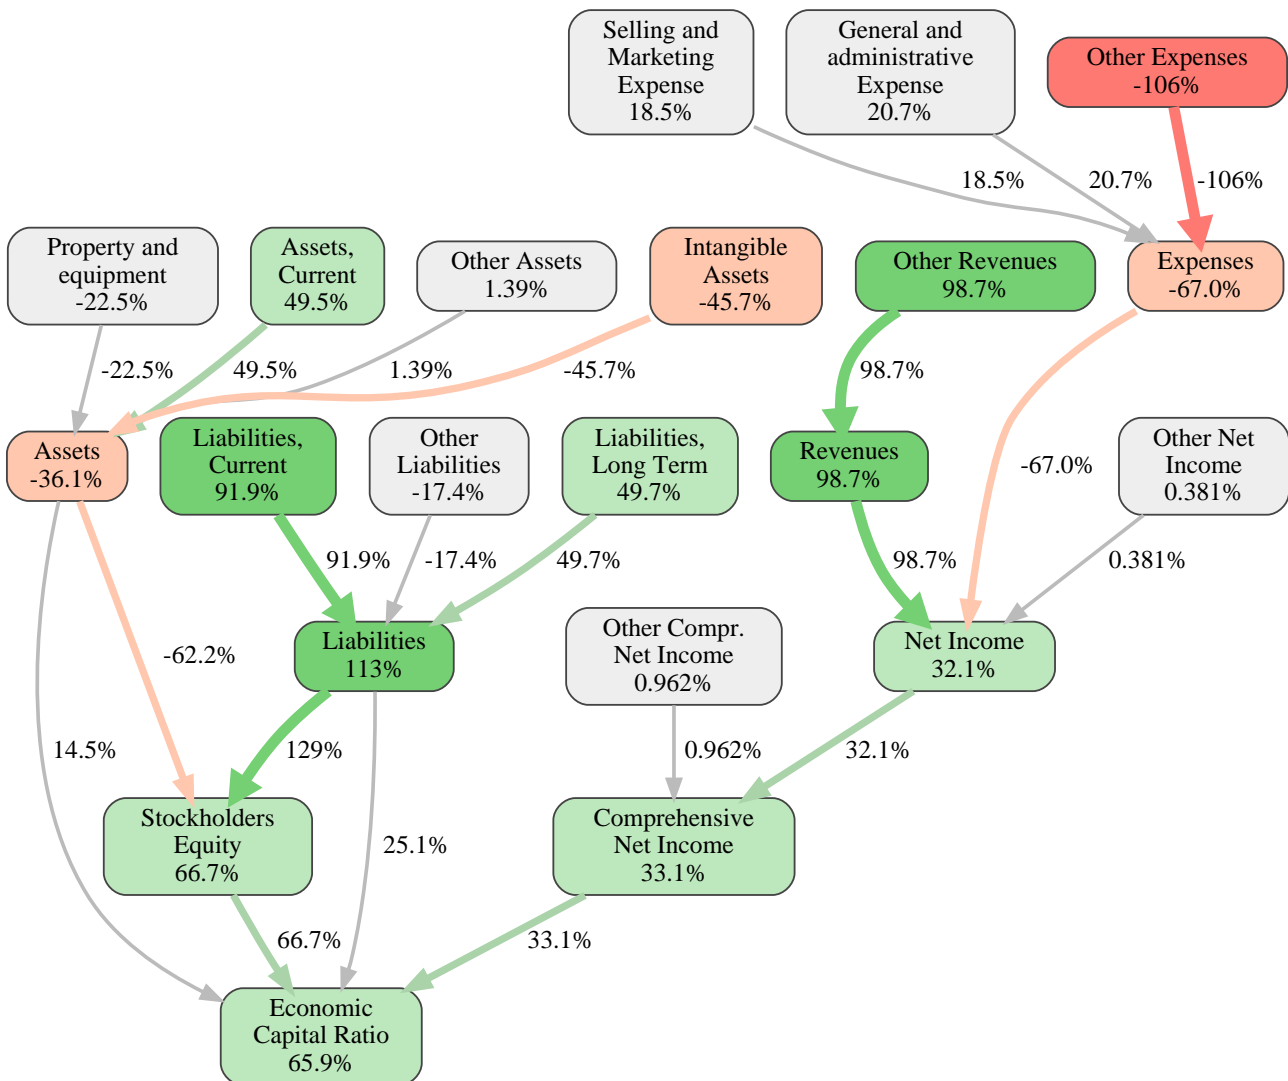 Selling and
Marketing
Expense
18.5%
General and
administrative
Expense
20.7%
Other Expenses
-106%
18.5%
20.7%
-106%
Property and
equipment
-22.5%
Assets,
Current
49.5%
Other Assets
1.39%
Intangible
Assets
-45.7%
Other Revenues
98.7%
Expenses
-67.0%
-22.5%
49.5%
1.39%
-45.7%
98.7%
Assets
-36.1%
Liabilities,
Current
91.9%
Other
Liabilities
-17.4%
Liabilities,
Long Term
49.7%
Revenues
98.7%
-67.0%
Other Net
Income
0.381%
91.9%
-17.4%
49.7%
98.7%
0.381%
-62.2%
Liabilities
113%
Other Compr.
Net Income
0.962%
Net Income
32.1%
14.5%
129%
0.962%
32.1%
Stockholders
Equity
66.7%
25.1%
Comprehensive
Net Income
33.1%
66.7%
33.1%
Economic
Capital Ratio
65.9%